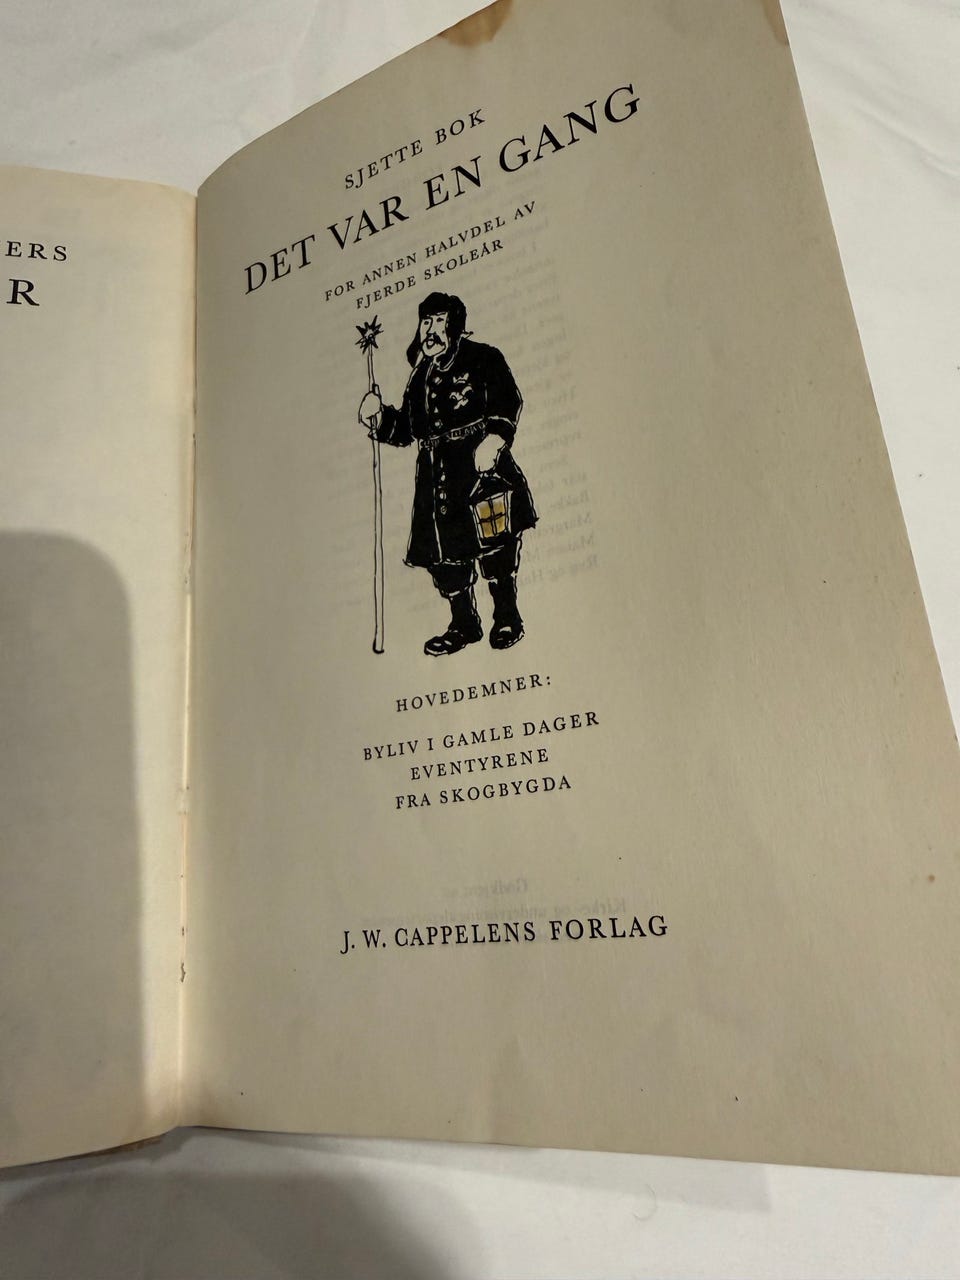 ERS
R
SJETTE BOK
DET VAR EN GANG
FOR ANNEN HALVDEL AV
FJERDE SKOLEÅR
HOVEDEMNER:
BYLIV I GAMLE DAGER
EVENTYRENE
FRA SKOGBYGDA
J. W. CAPPELENS FORLAG